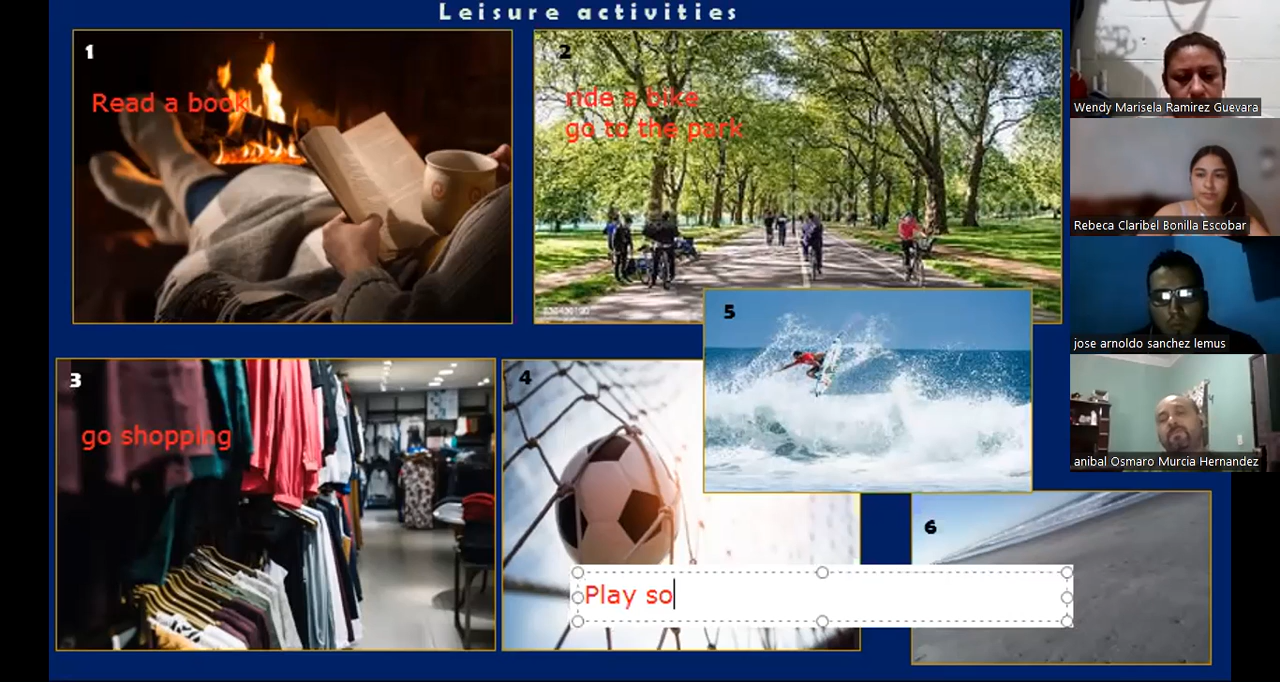 Leisure activities
1
Read a book
2
ride a bike
go to the park
3
go shopping
4
Play so
5
6
Wendy Marisela Ramirez Guevara
Rebeca Claribel Bonilla Escobar
jose arnoldo sanchez lemus
anibal Osmaro Murcia Hernandez